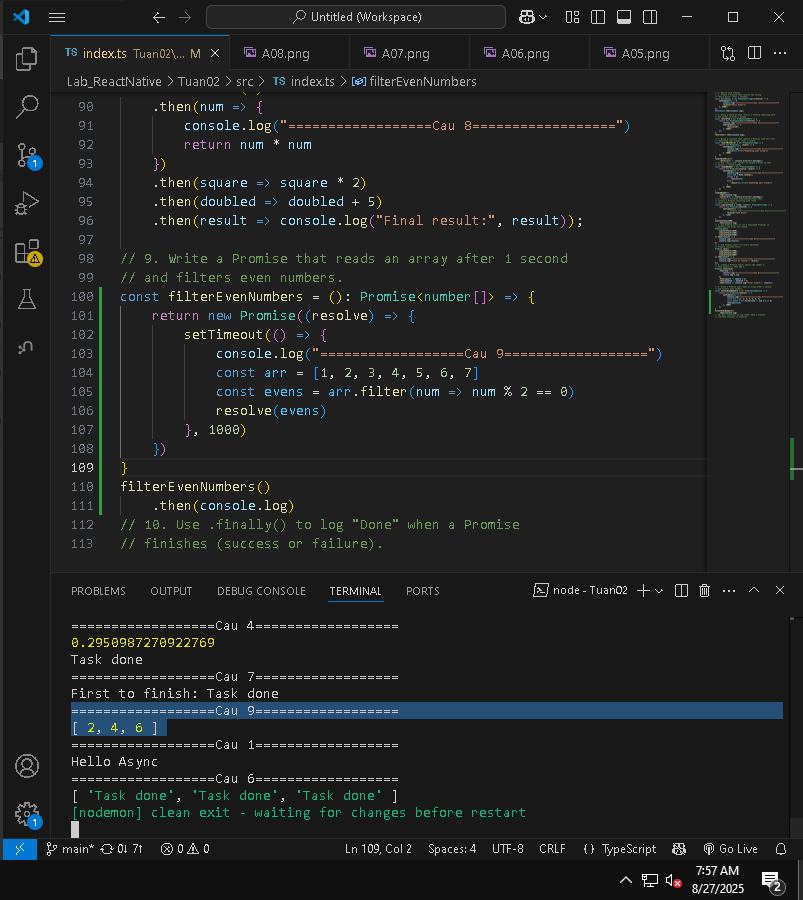 Untitled (Workspace)
TS index.ts Tuan02\... M
A08.png
A07.png
A06.png
A05.png
Lab_ReactNative > Tuan02 > src > TS index.ts > filterEvenNumbers
90 .then(num => {
91 console.log("==================Cau 8==================")
92 return num * num
93 })
94 .then(square => square * 2)
95 .then(doubled => doubled + 5)
96 .then(result => console.log("Final result:", result));
97
98 // 9. Write a Promise that reads an array after 1 second
99 // and filters even numbers.
100 const filterEvenNumbers = (): Promise<number[]> => {
101 return new Promise((resolve) => {
102 setTimeout(() => {
103 console.log("==================Cau 9==================")
104 const arr = [1, 2, 3, 4, 5, 6, 7]
105 const evens = arr.filter(num => num % 2 == 0)
106 resolve(evens)
107 }, 1000)
108 })
109 }
110 filterEvenNumbers()
111 .then(console.log)
112 // 10. Use .finally() to log "Done" when a Promise
113 // finishes (success or failure).
PROBLEMS OUTPUT DEBUG CONSOLE TERMINAL PORTS
node - Tuan02
==================Cau 4==================
0.2950987270922769
Task done
==================Cau 7==================
First to finish: Task done
==================Cau 9==================
[ 2, 4, 6 ]
==================Cau 1==================
Hello Async
==================Cau 6==================
[ 'Task done', 'Task done', 'Task done' ]
[nodemon] clean exit - waiting for changes before restart
1
1
main* 0↓ 7↑ 0 0 Ln 109, Col 2 Spaces: 4 UTF-8 CRLF {} TypeScript Go Live
7:57 AM
8/27/2025
2